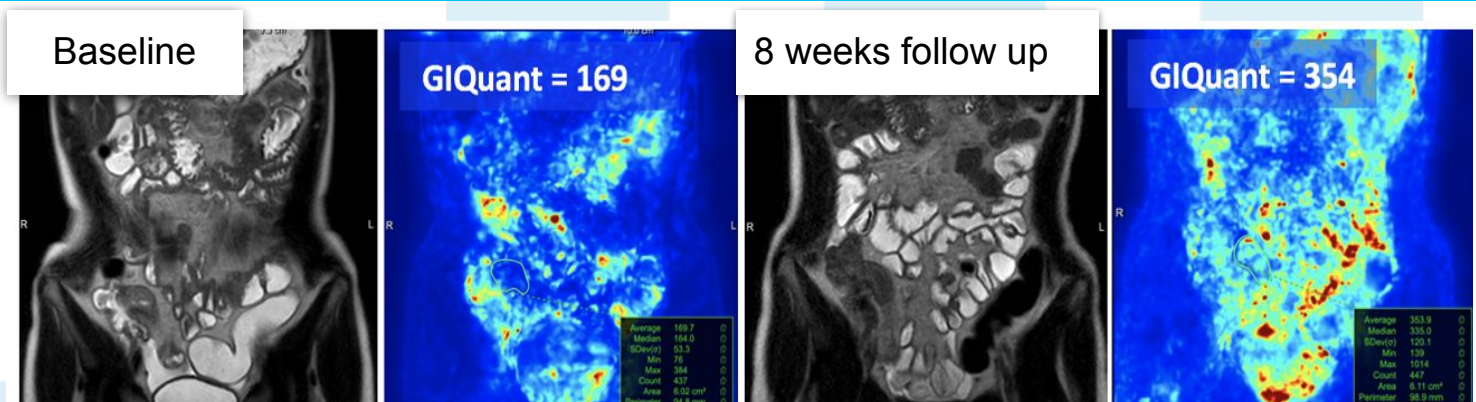 Baseline
GIQuant = 169
8 weeks follow up
GIQuant = 354
R
L
R
L
R
L
R
Average 169.7
Median 164.0
SDev(σ) 53.3
Min 76
Max 384
Count 437
Area 6.02 cm²
Average 353.9
Median 335.0
SDev(σ) 120.1
Min 139
Max 1014
Count 447
Area 6.11 cm²
Perimeter 98.9 mm